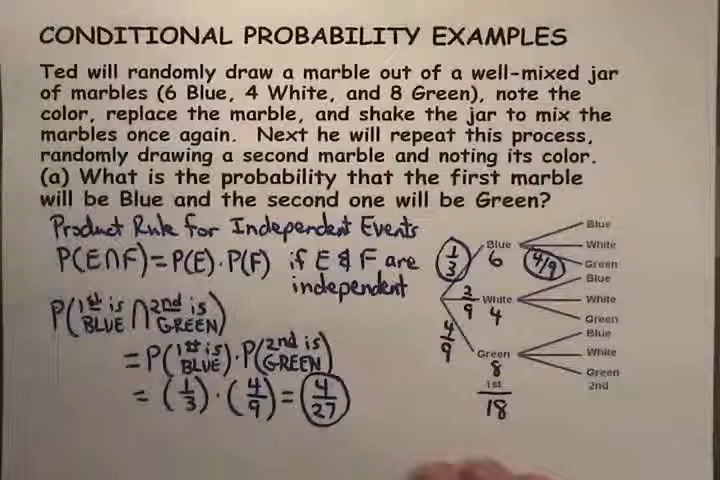 CONDITIONAL PROBABILITY EXAMPLES
Ted will randomly draw a marble out of a well-mixed jar
of marbles (6 Blue, 4 White, and 8 Green), note the
color, replace the marble, and shake the jar to mix the
marbles once again. Next he will repeat this process,
randomly drawing a second marble and noting its color.
(a) What is the probability that the first marble
will be Blue and the second one will be Green?
Product Rule for Independent Events
P(E∩F)=P(E)·P(F) if E & F are
independent
P(1st is BLUE ∩ 2nd is GREEN)
= P(1st is BLUE)·P(2nd is GREEN)
= (1/3)·(4/9) = 4/27
Blue
1/3 Blue White
6 4/9 Green
Blue
2/9 White White
4 Green
4/9 Blue
Green White
8 Green
1st 2nd
18